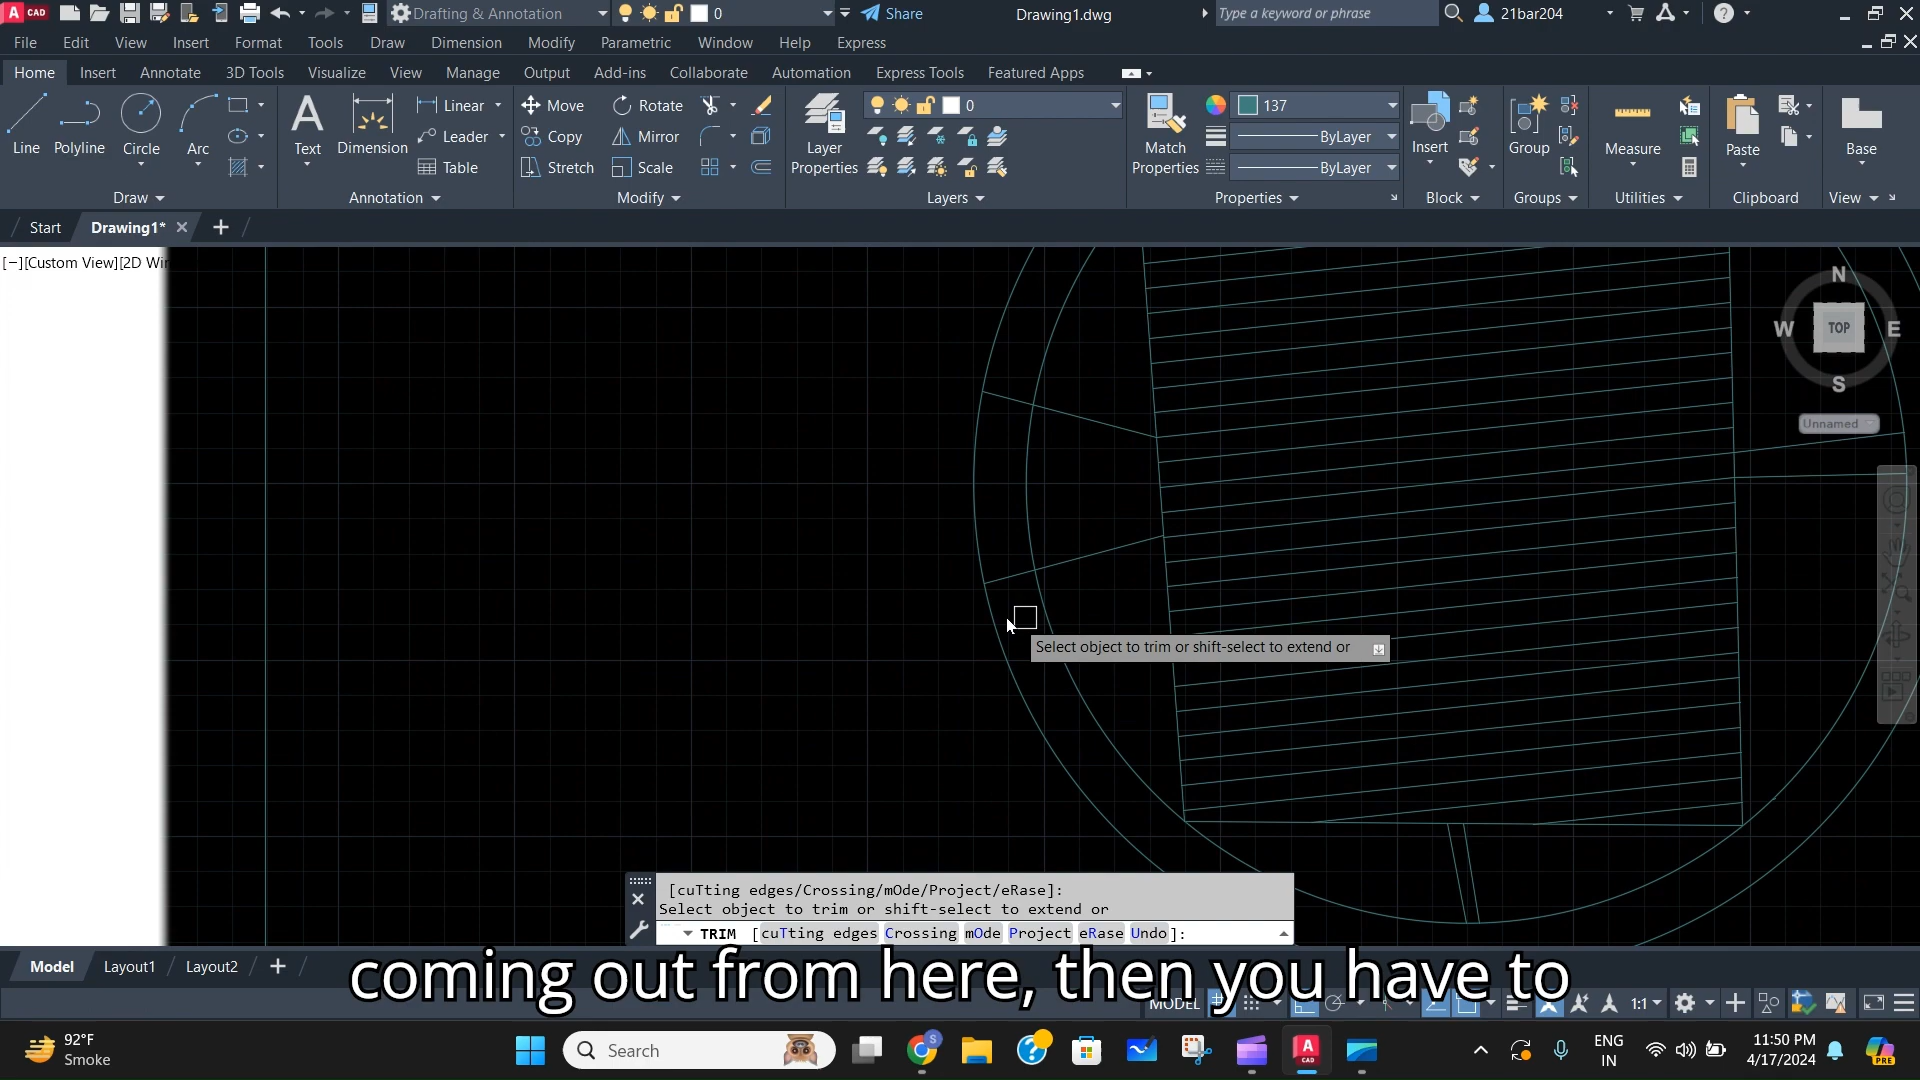 A CAD Drafting & Annotation 0 Share Drawing1.dwg Type a keyword or phrase 21bar204
File Edit View Insert Format Tools Draw Dimension Modify Parametric Window Help Express
Home Insert Annotate 3D Tools Visualize View Manage Output Add-ins Collaborate Automation Express Tools Featured Apps
Line Polyline Circle Arc
Text Dimension Linear Leader Table
Move Rotate
Copy Mirror
Stretch Scale
Layer Properties 0
Match Properties 137
ByLayer
ByLayer
Insert Group Measure Paste Base
Draw Annotation Modify Layers Properties Block Groups Utilities Clipboard View
Start Drawing1*
[−][Custom View][2D Wir
N
W TOP E
S
Unnamed
Select object to trim or shift-select to extend or
[cuTting edges/Crossing/mOde/Project/eRase]:
Select object to trim or shift-select to extend or
TRIM [cuTting edges Crossing mOde Project eRase Undo]:
Model Layout1 Layout2
coming out from here, then you have to
MODEL 1:1
92°F
Smoke
Search
A CAD
ENG
IN
11:50 PM
4/17/2024
PRE